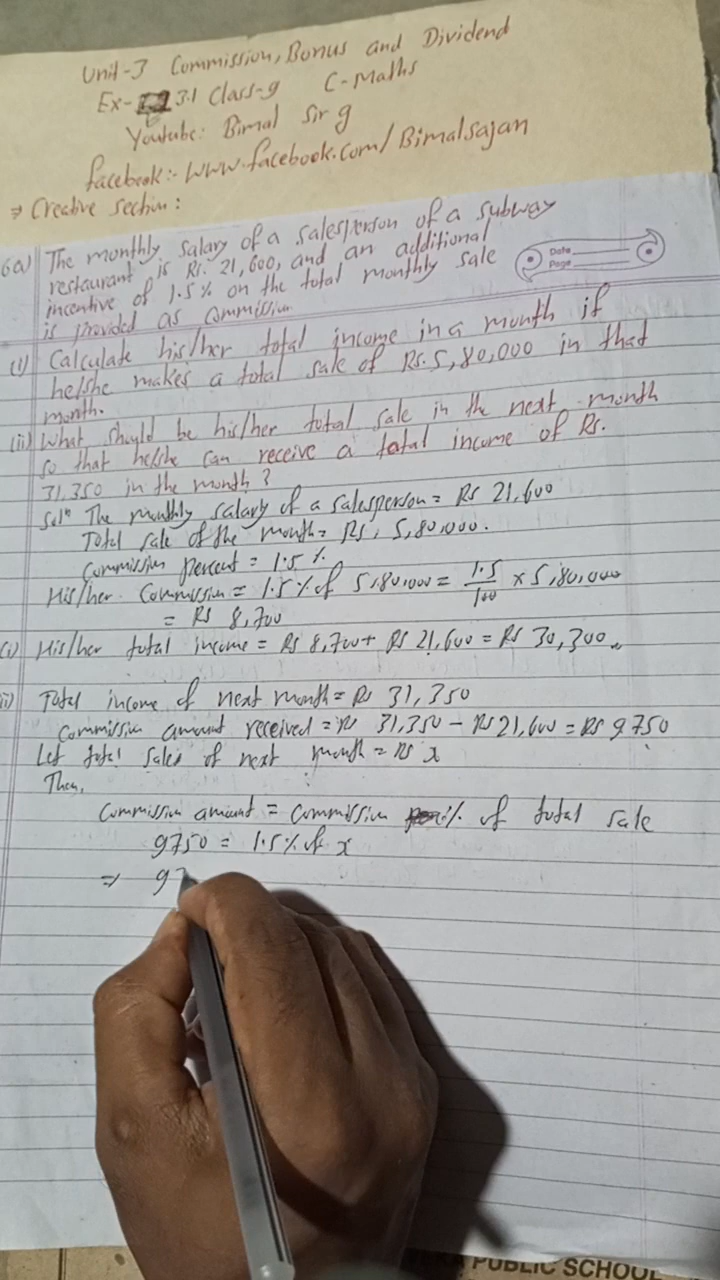 Unit-3 Commission, Bonus and Dividend
Ex- 3.1 Class-9 C-Maths
Youtube: Bimal Sir g
facebook:- www.facebook.com/Bimalsajan
⇒ Creative section:
6a) The monthly salary of a salesperson of a subway
restaurant is Rs. 21,600, and an additional
incentive of 1.5% on the total monthly sale
is provided as commission
Date
Page
(i) Calculate his/her total income in a month if
he/she makes a total sale of Rs. 5,80,000 in that
month.
(ii) What should be his/her total sale in the next month
so that he/she can receive a total income of Rs.
31,350 in the month?
Solⁿ The monthly salary of a salesperson = Rs 21,600
Total sale of the month = Rs, 5,80,000.
Commission percent = 1.5 %
His/her Commission = 1.5% of 5,80,000 = 1.5/100 × 5,80,000
= Rs 8,700
(i) His/her total income = Rs 8,700 + Rs 21,600 = Rs 30,300
ii) Total income of next month = Rs 31,350
Commission amount received = Rs 31,350 - Rs 21,600 = Rs 9750
Let total sales of next month = Rs x
Then,
Commission amount = Commission % of total sale
9750 = 1.5% of x
⇒ 97
PUBLIC SCHOOL